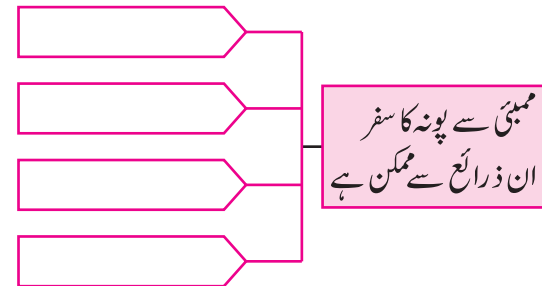 ممبئی سے پونہ کا سفر
ان ذرائع سے ممکن ہے